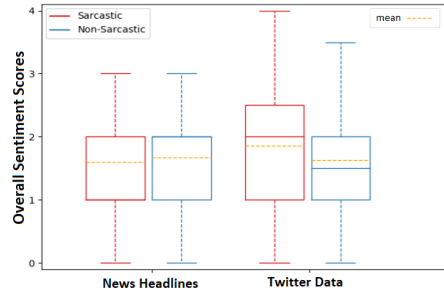 Sarcastic
Non-Sarcastic
mean
Overall Sentiment Scores
4
3
2
1
0
News Headlines
Twitter Data